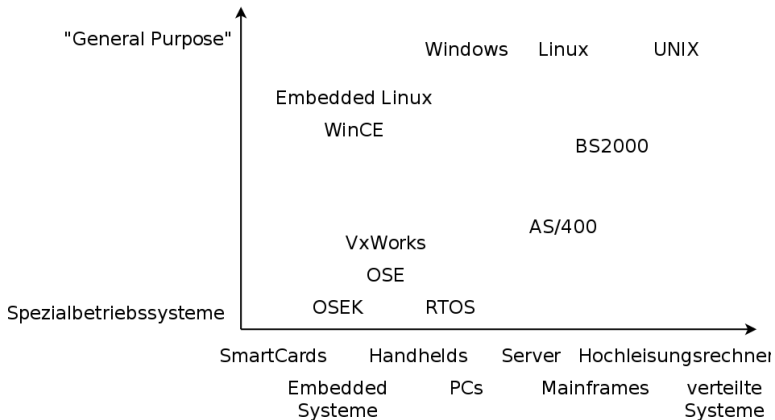 "General Purpose"
Windows Linux UNIX
Embedded Linux
WinCE
BS2000
AS/400
VxWorks
OSE
OSEK RTOS
Spezialbetriebssysteme
SmartCards Handhelds Server Hochleisungsrechner
Embedded PCs Mainframes verteilte
Systeme Systeme